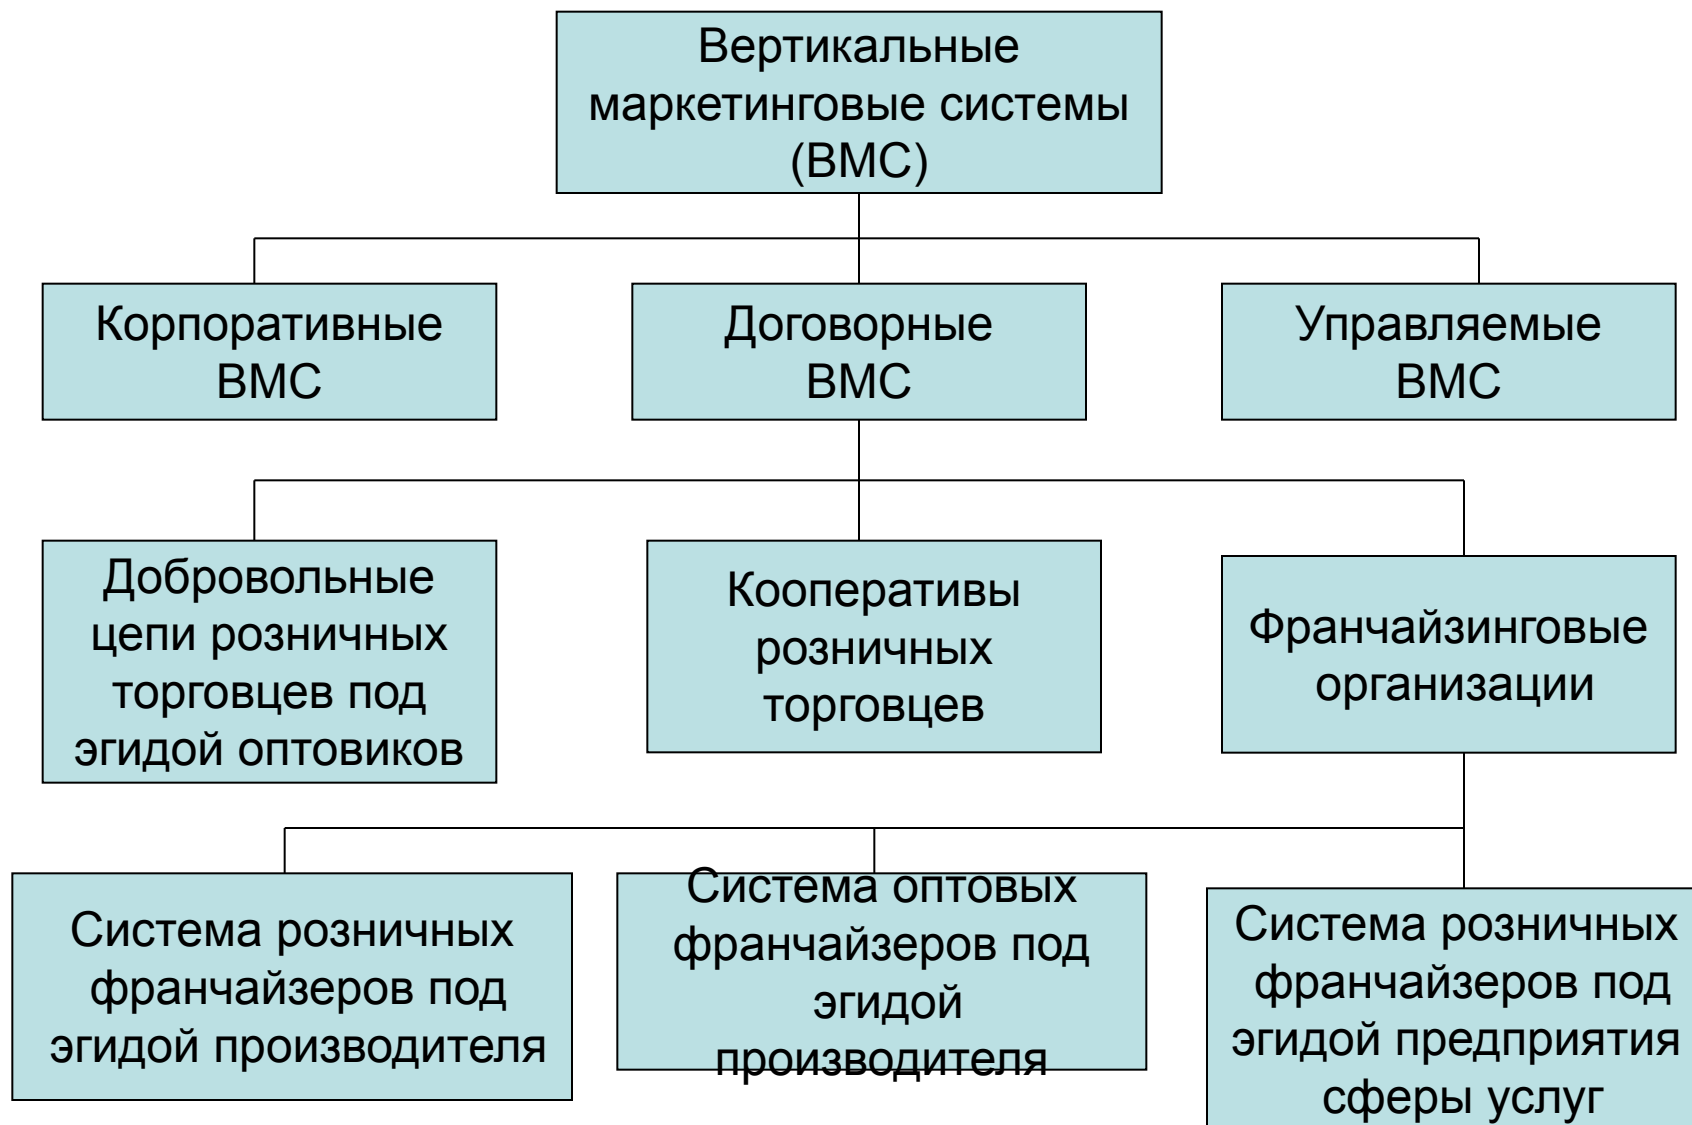 Вертикальные
маркетинговые системы
(ВМС)
Корпоративные
ВМС
Договорные
ВМС
Управляемые
ВМС
Добровольные
цепи розничных
торговцев под
эгидой оптовиков
Кооперативы
розничных
торговцев
Франчайзинговые
организации
Система розничных
франчайзеров под
эгидой производителя
Система оптовых
франчайзеров под
эгидой
производителя
Система розничных
франчайзеров под
эгидой предприятия
сферы услуг